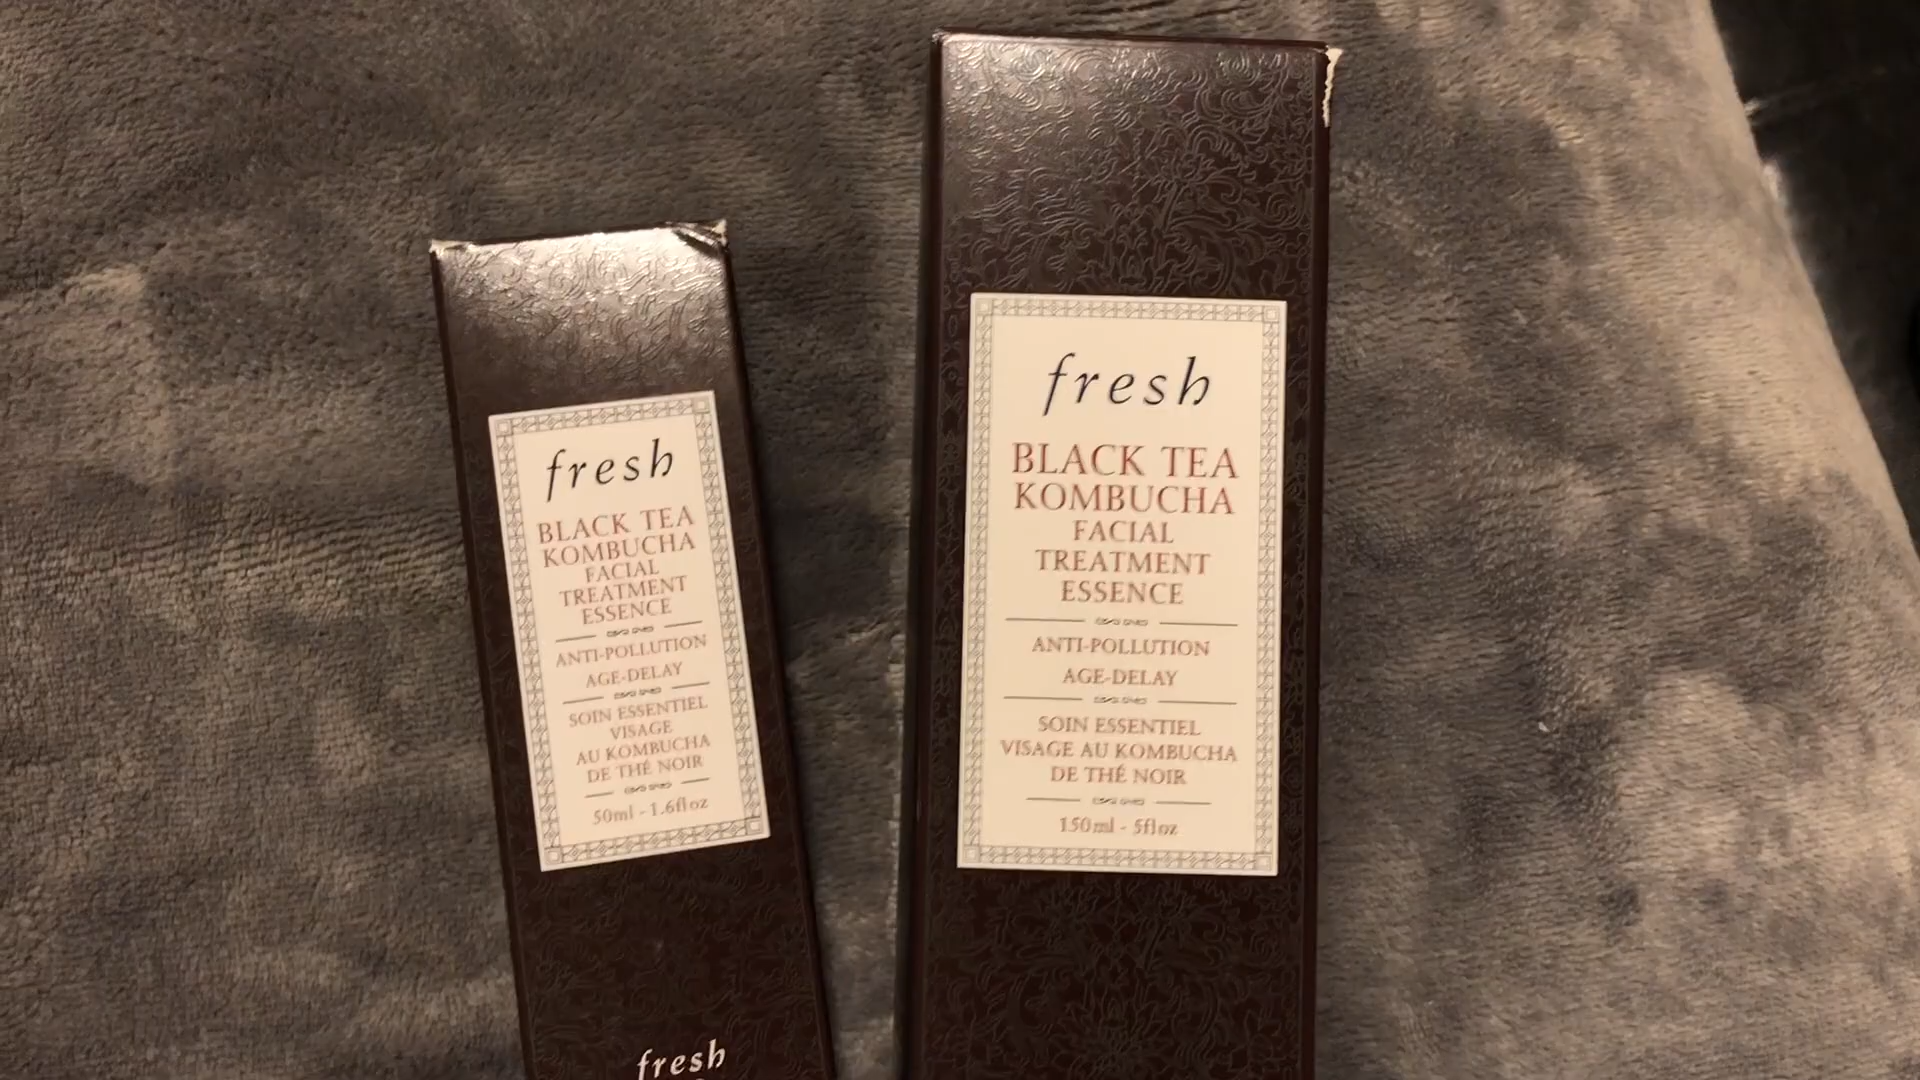 fresh
BLACK TEA
KOMBUCHA
FACIAL
TREATMENT
ESSENCE
ANTI-POLLUTION
AGE-DELAY
SOIN ESSENTIEL
VISAGE
AU KOMBUCHA
DE THÉ NOIR
50ml - 1.6fl oz
fresh
fresh
BLACK TEA
KOMBUCHA
FACIAL
TREATMENT
ESSENCE
ANTI-POLLUTION
AGE-DELAY
SOIN ESSENTIEL
VISAGE AU KOMBUCHA
DE THÉ NOIR
150ml - 5fl oz